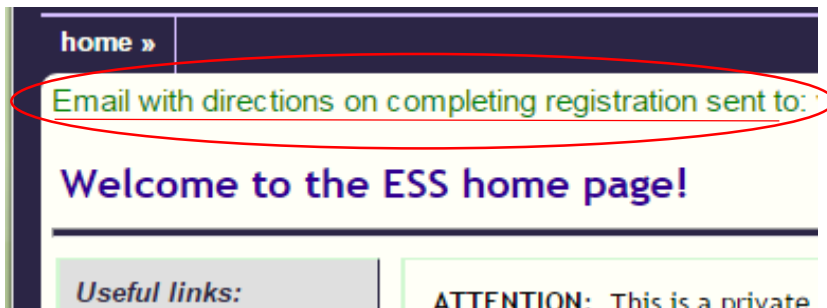 home »
Email with directions on completing registration sent to:
Welcome to the ESS home page!
Useful links:
ATTENTION: This is a private